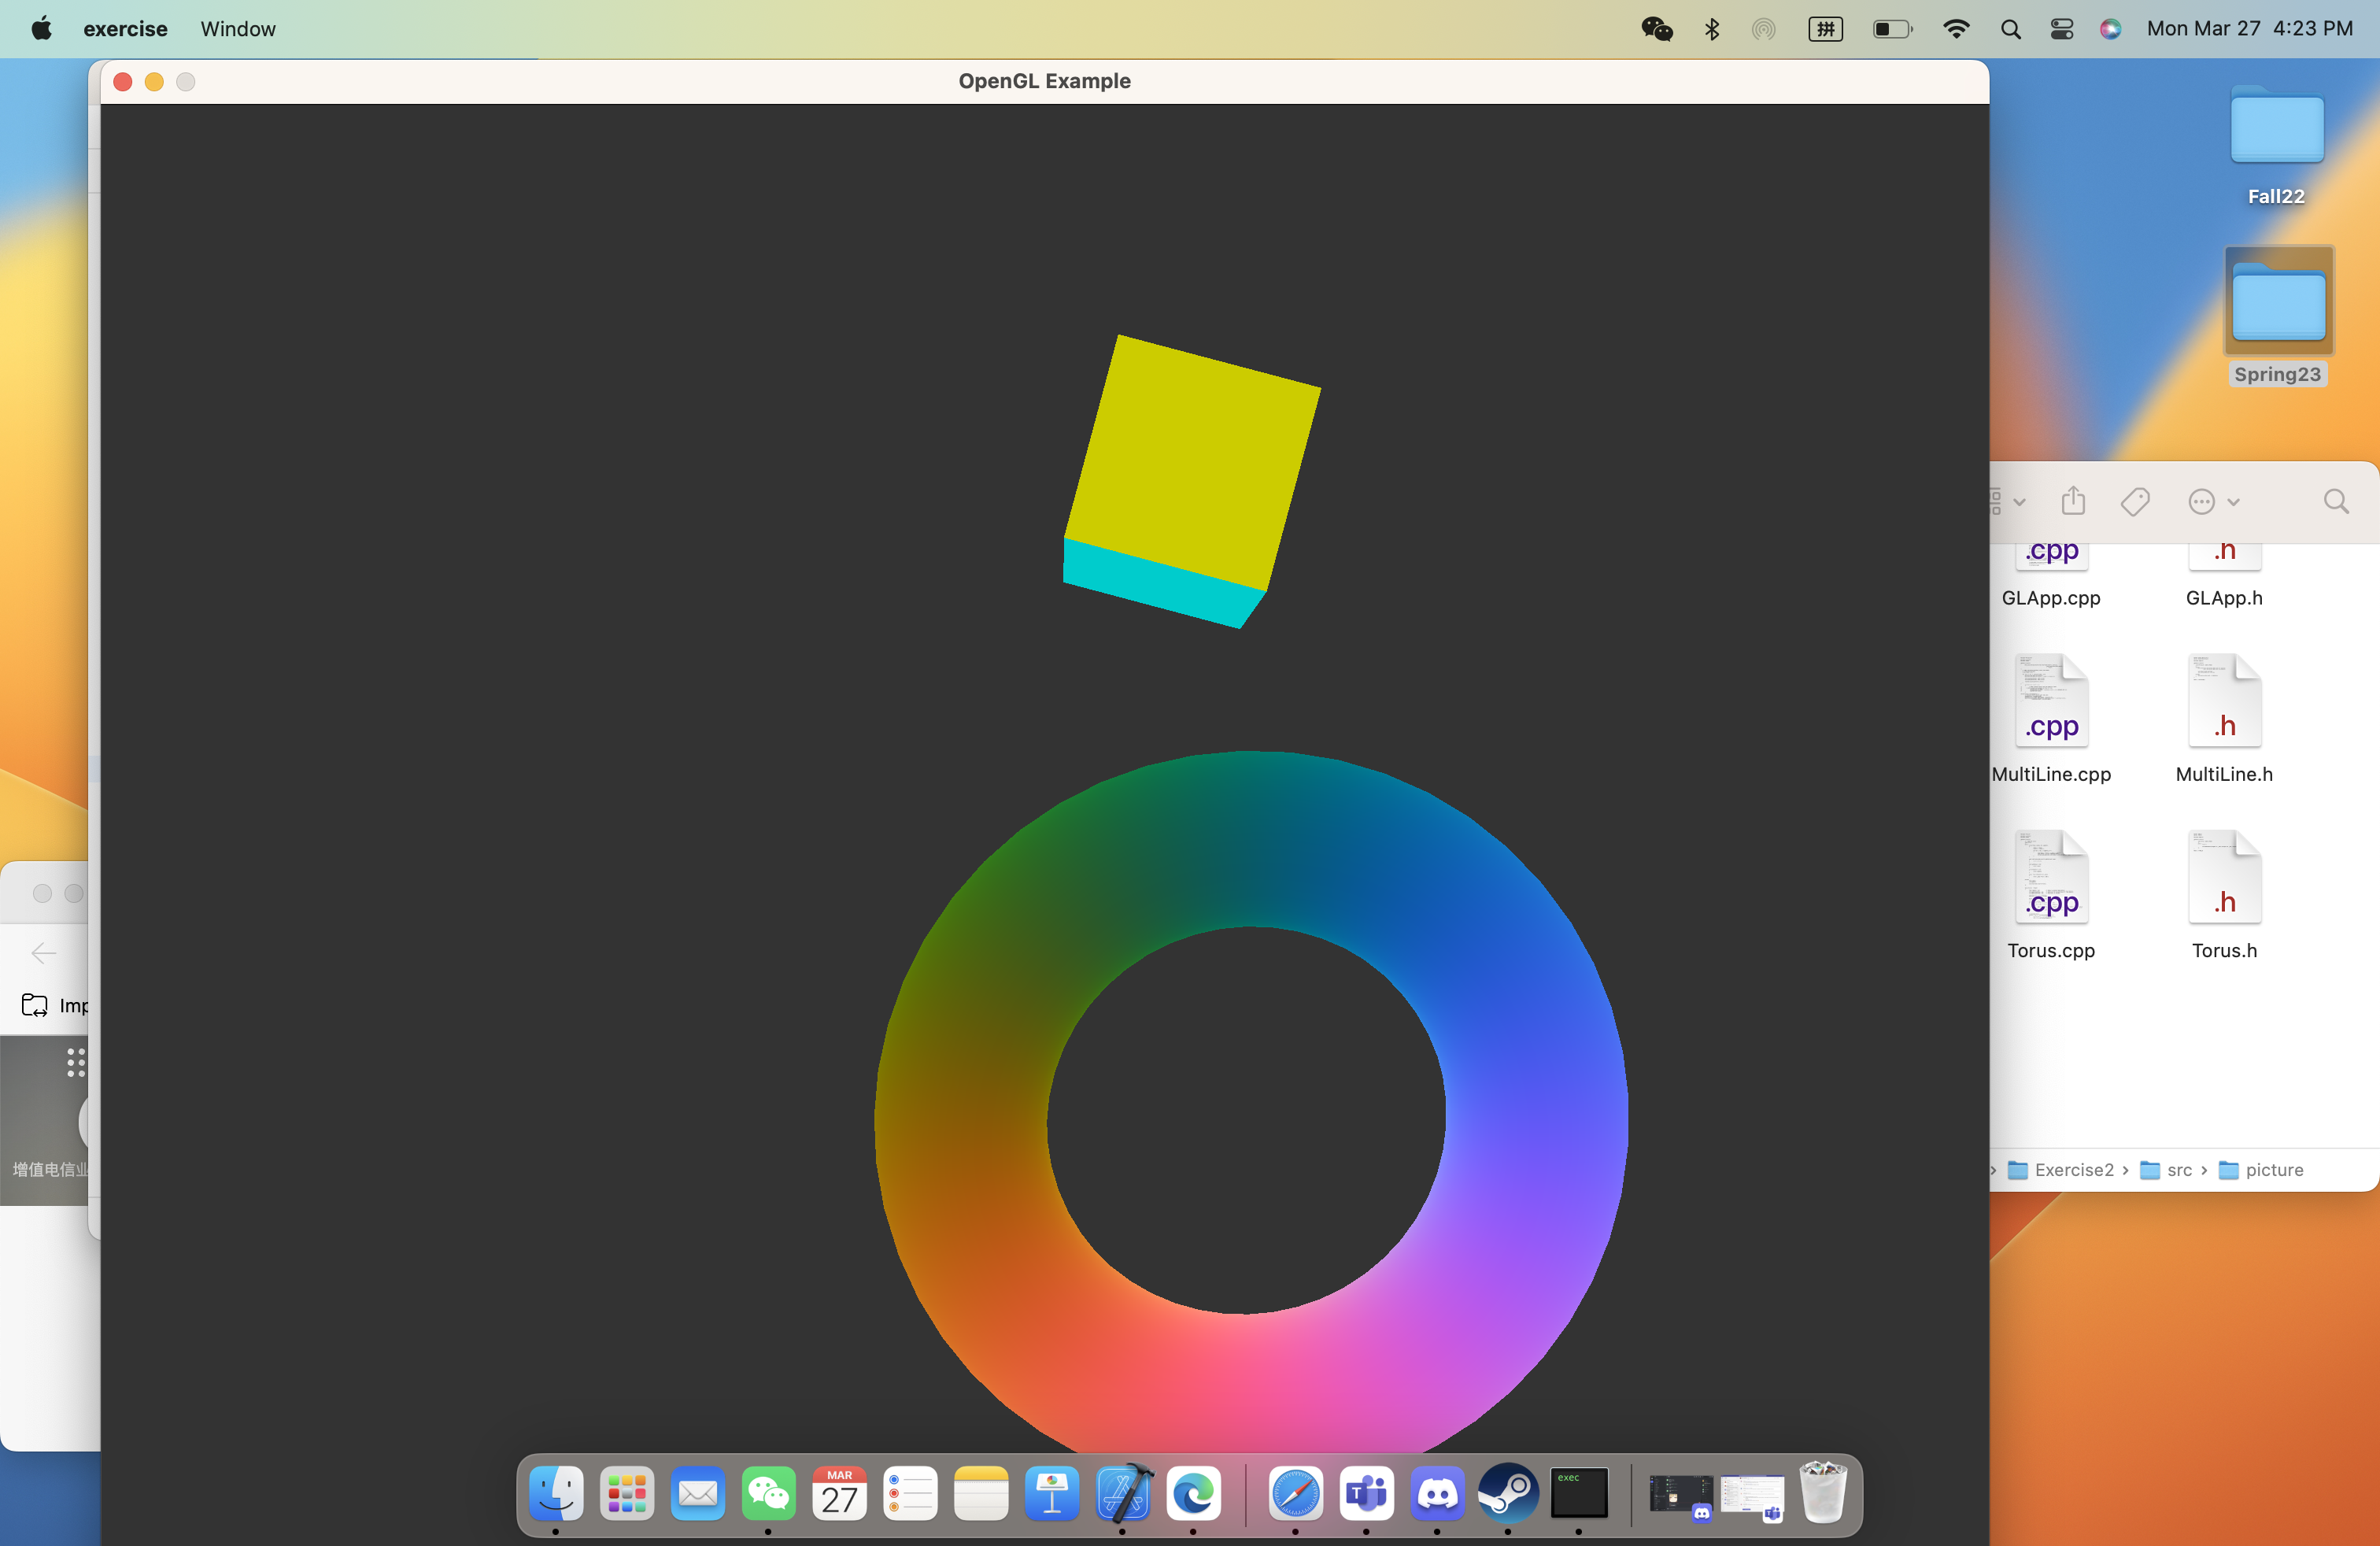 exercise Window Mon Mar 27 4:23 PM
拼
OpenGL Example
Fall22
Spring23
.cpp .h
GLApp.cpp GLApp.h
.cpp .h
MultiLine.cpp MultiLine.h
.cpp .h
Torus.cpp Torus.h
Imp
增值电信业
Exercise2 src picture
MAR
27
T
exec